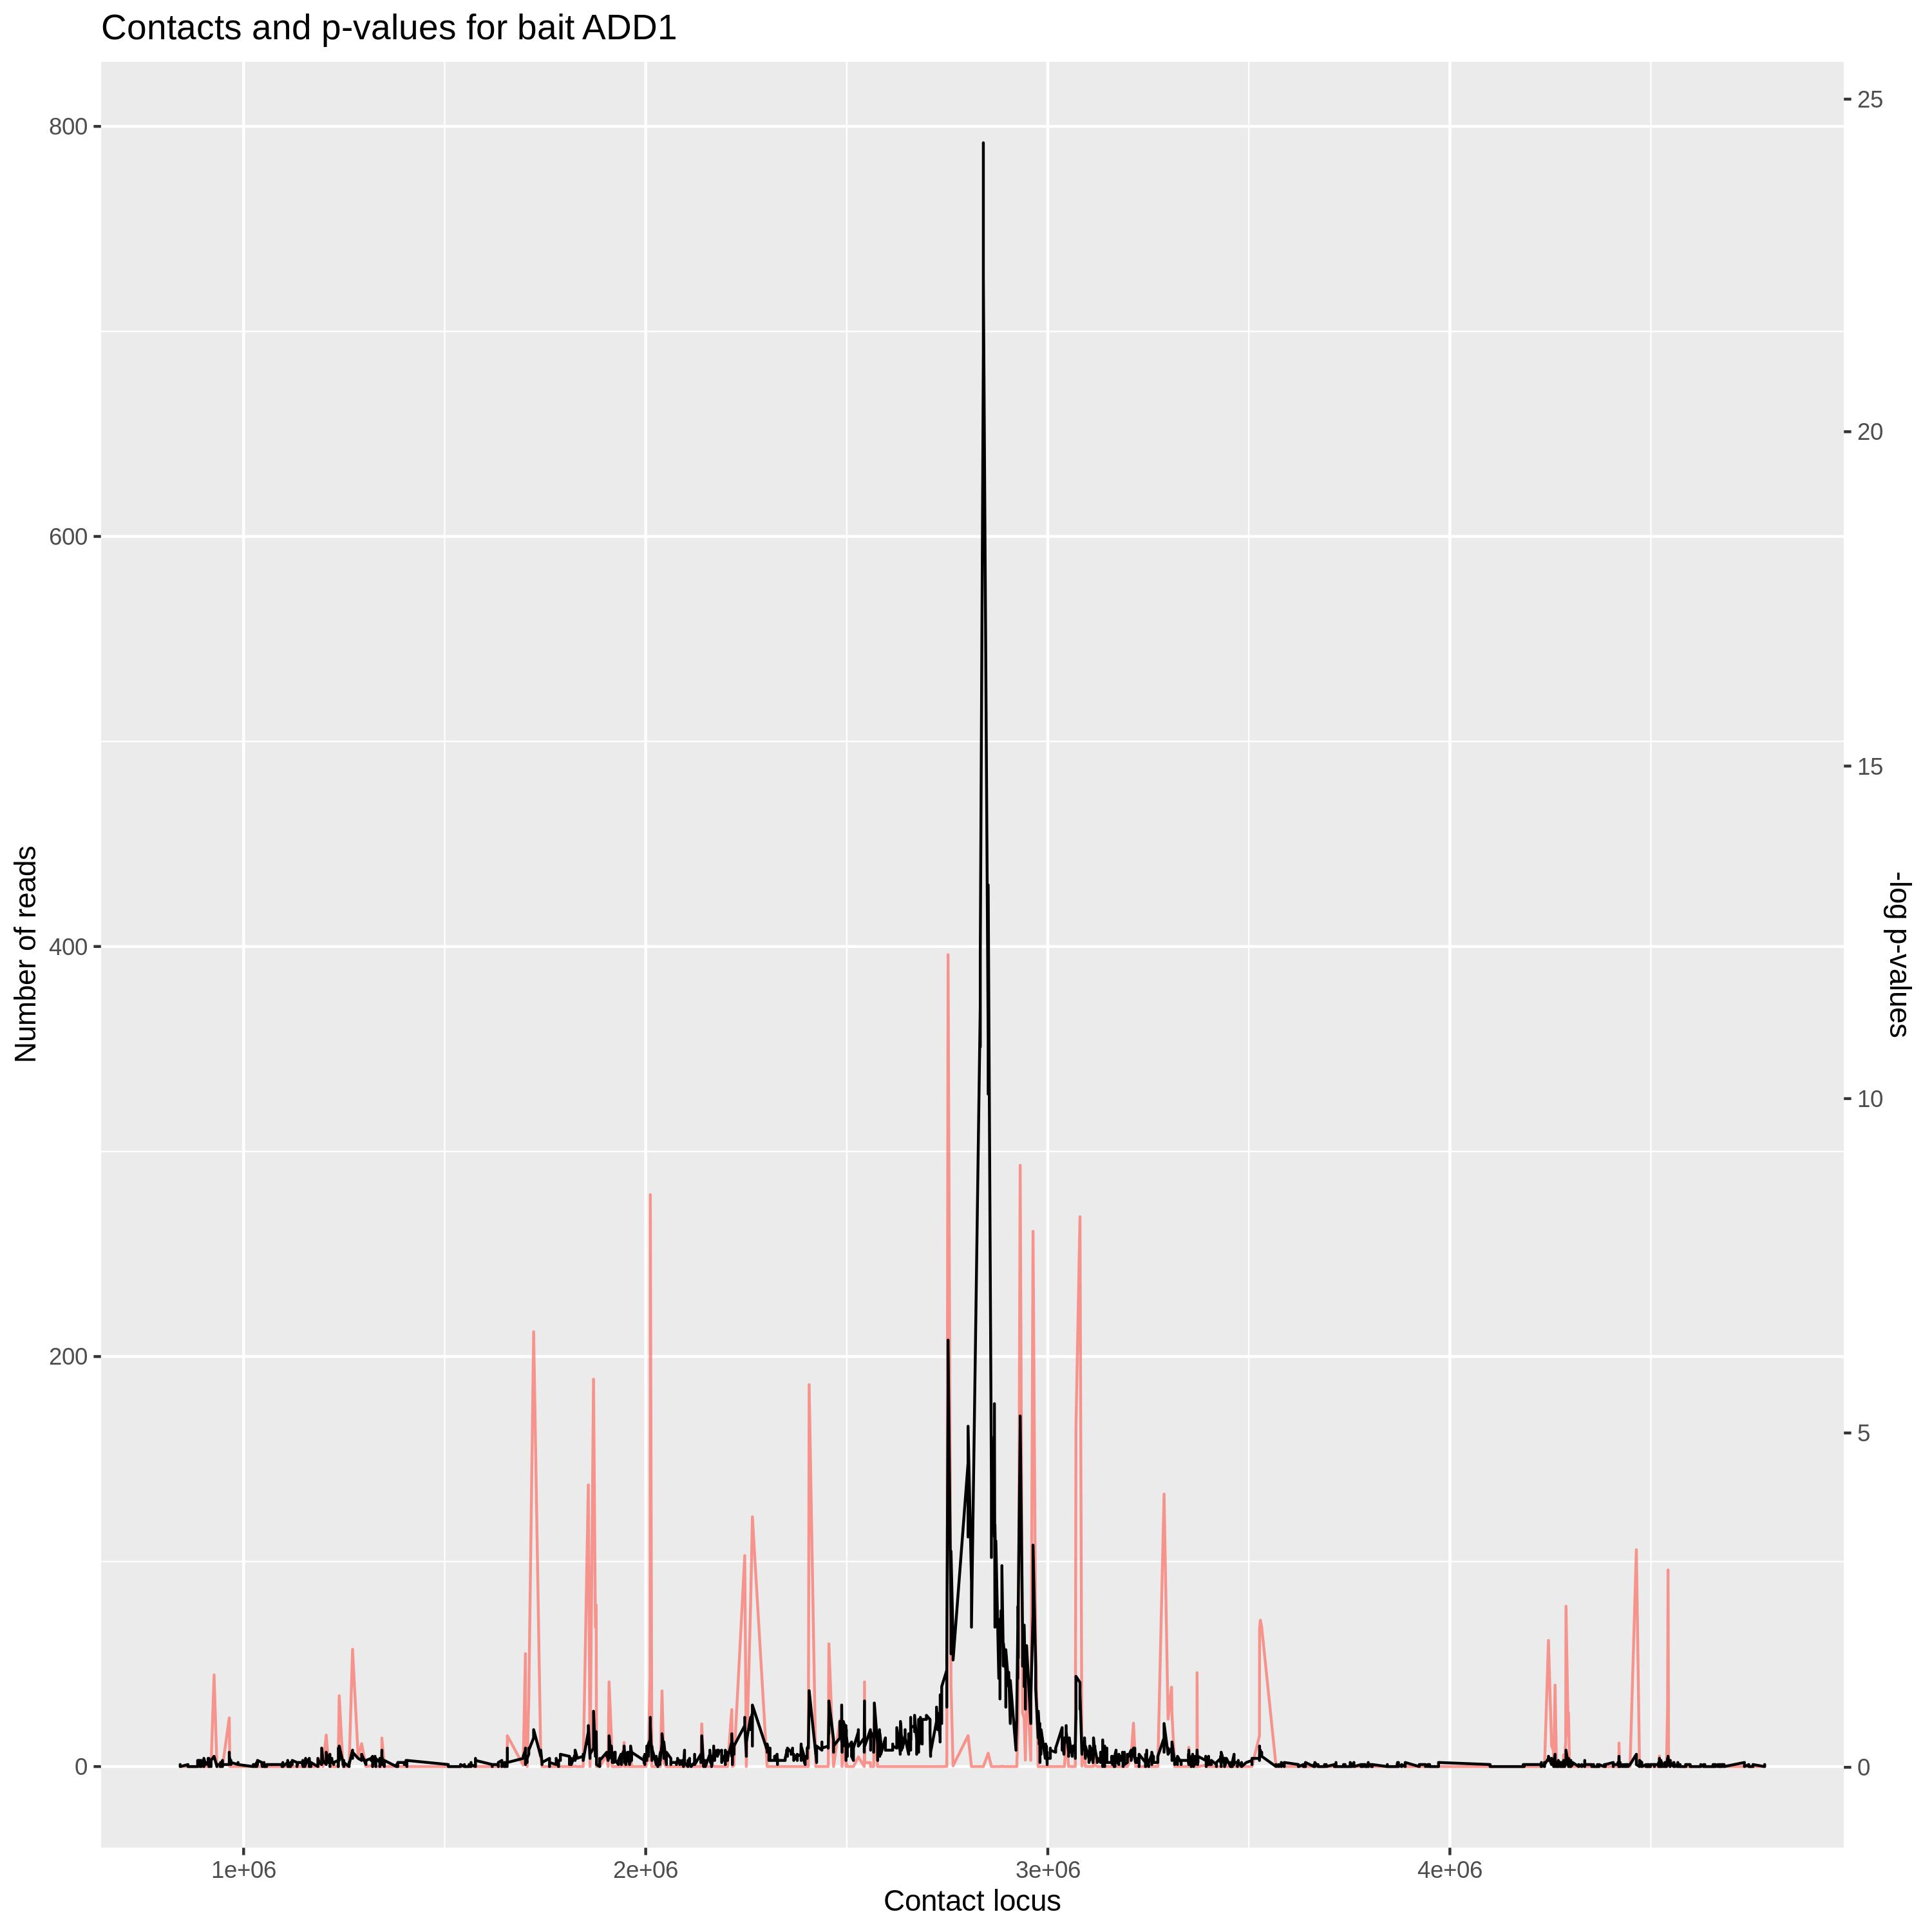 Contacts and p-values for bait ADD1
800
600
400
200
0
Number of reads
25
20
15
10
5
0
-log p-values
1e+06
2e+06
3e+06
4e+06
Contact locus